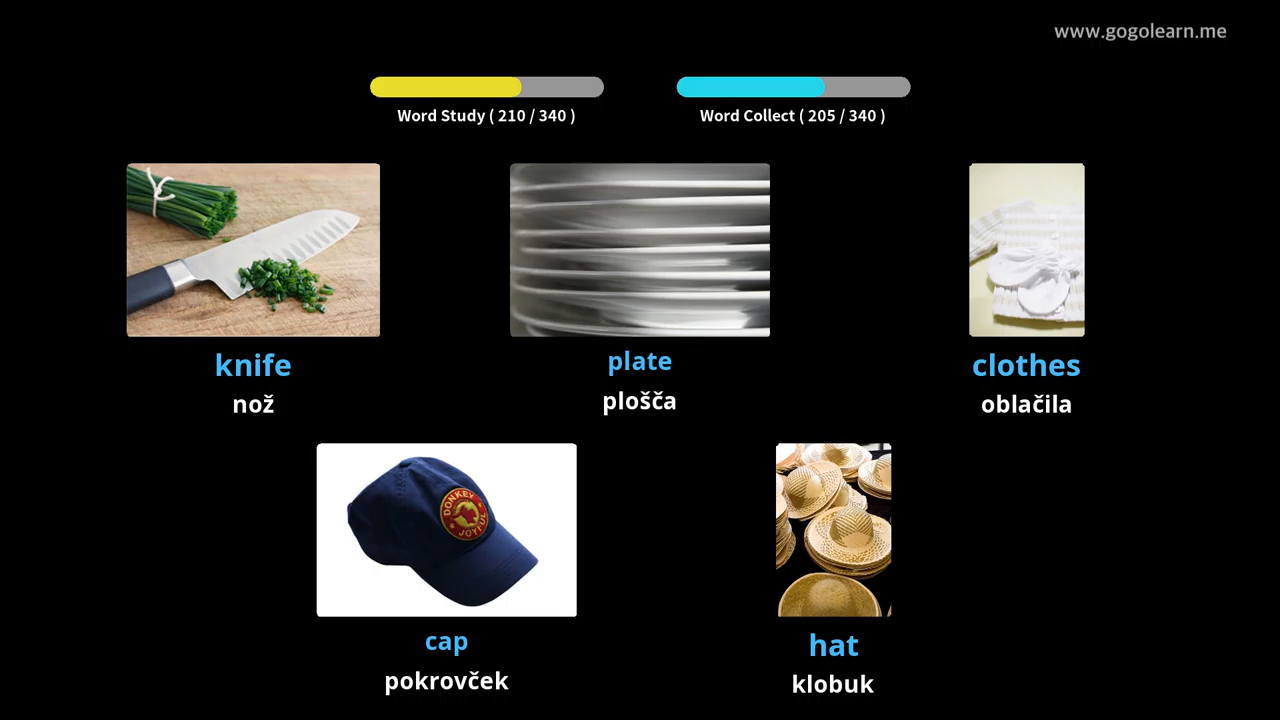 www.gogolearn.me
Word Study ( 210 / 340 )
Word Collect ( 205 / 340 )
knife
nož
plate
plošča
clothes
oblačila
DONKEY
JOYFUL
cap
pokrovček
hat
klobuk